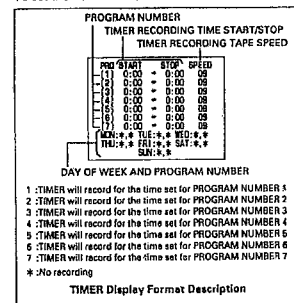 PROGRAM NUMBER
TIMER RECORDING TIME START/STOP
TIMER RECORDING TAPE SPEED
PRO START STOP SPEED
(1) 0:00 - 0:00 09
(2) 0:00 - 0:00 09
(3) 0:00 - 0:00 09
(4) 0:00 - 0:00 09
(5) 0:00 - 0:00 09
(6) 0:00 - 0:00 09
(7) 0:00 - 0:00 09
MON:*,* TUE:*,* WED:*,*
THU:*,* FRI:*,* SAT:*,*
SUN:*,*
DAY OF WEEK AND PROGRAM NUMBER
1 :TIMER will record for the time set for PROGRAM NUMBER 1
2 :TIMER will record for the time set for PROGRAM NUMBER 2
3 :TIMER will record for the time set for PROGRAM NUMBER 3
4 :TIMER will record for the time set for PROGRAM NUMBER 4
5 :TIMER will record for the time set for PROGRAM NUMBER 5
6 :TIMER will record for the time set for PROGRAM NUMBER 6
7 :TIMER will record for the time set for PROGRAM NUMBER 7
* :No recording
TIMER Display Format Description